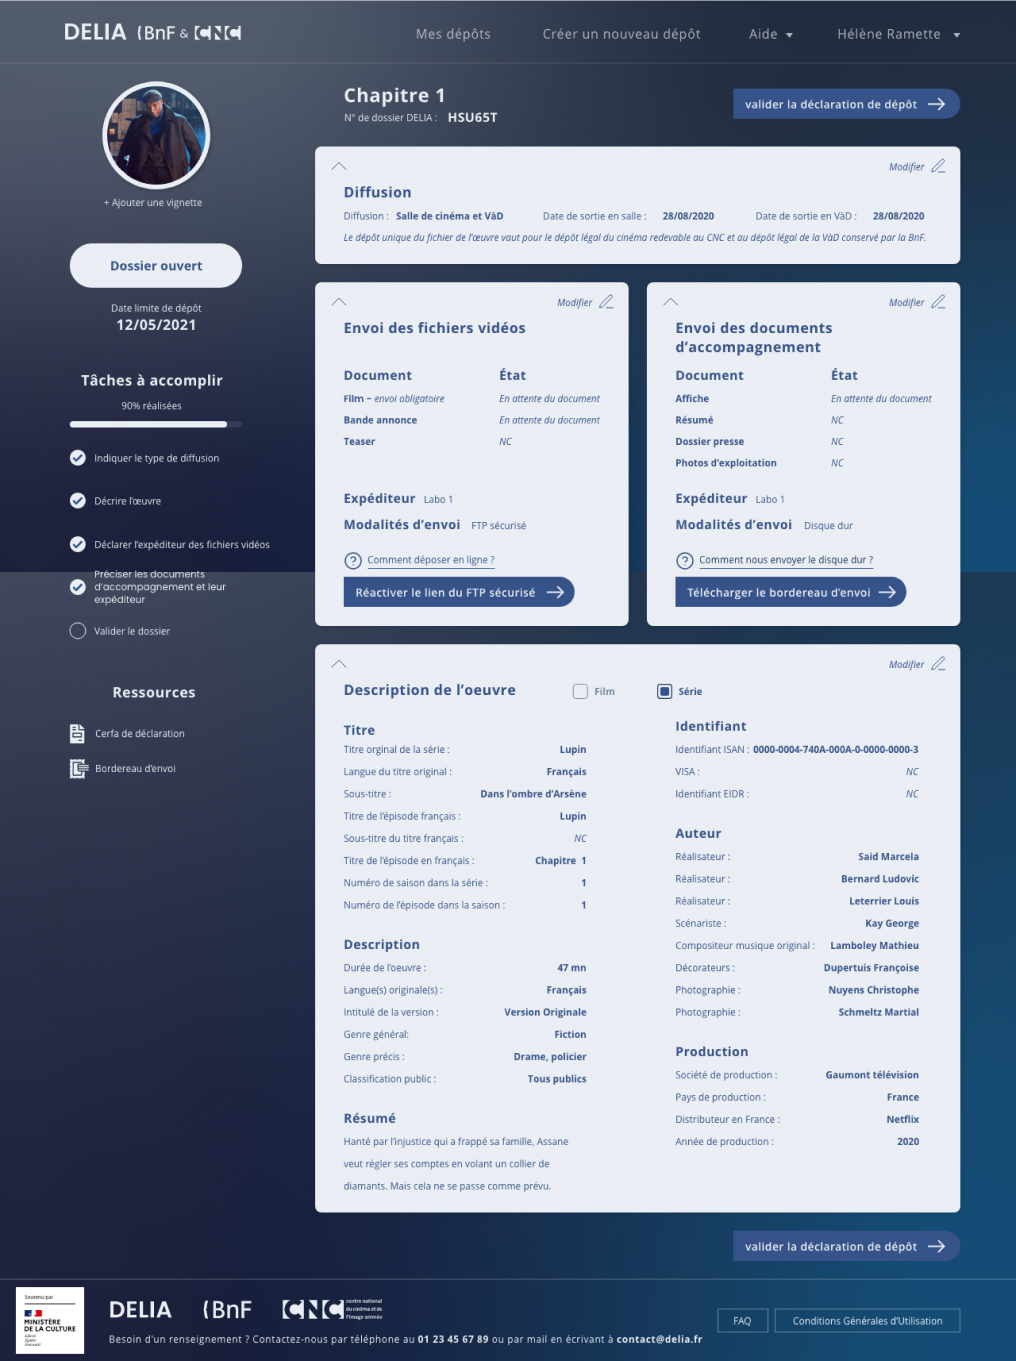 DELIA (BnF & CNC
Mes dépôts
Créer un nouveau dépôt
Aide
Hélène Ramette
+ Ajouter une vignette
Dossier ouvert
Date limite de dépôt
12/05/2021
Tâches à accomplir
90% réalisées
Indiquer le type de diffusion
Décrire l’œuvre
Déclarer l’expéditeur des fichiers vidéos
Préciser les documents
d’accompagnement et leur
expéditeur
Valider le dossier
Ressources
Cerfa de déclaration
Bordereau d’envoi
Chapitre 1
N° de dossier DELIA : HSU65T
valider la déclaration de dépôt
Modifier
Diffusion
Diffusion : Salle de cinéma et VàD Date de sortie en salle : 28/08/2020 Date de sortie en VàD : 28/08/2020
Le dépôt unique du fichier de l’œuvre vaut pour le dépôt légal du cinéma redevable au CNC et au dépôt légal de la VàD conservé par la BnF.
Modifier
Envoi des fichiers vidéos
Document État
Film – envoi obligatoire En attente du document
Bande annonce En attente du document
Teaser NC
Expéditeur Labo 1
Modalités d’envoi FTP sécurisé
Comment déposer en ligne ?
Réactiver le lien du FTP sécurisé
Modifier
Envoi des documents
d’accompagnement
Document État
Affiche En attente du document
Résumé NC
Dossier presse NC
Photos d’exploitation NC
Expéditeur Labo 1
Modalités d’envoi Disque dur
Comment nous envoyer le disque dur ?
Télécharger le bordereau d’envoi
Modifier
Description de l’oeuvre Film Série
Titre
Titre orginal de la série : Lupin
Langue du titre original : Français
Sous-titre : Dans l’ombre d’Arsène
Titre de l’épisode français : Lupin
Sous-titre du titre français : NC
Titre de l’épisode en français : Chapitre 1
Numéro de saison dans la série : 1
Numéro de l’épisode dans la saison : 1
Description
Durée de l’oeuvre : 47 mn
Langue(s) originale(s) : Français
Intitulé de la version : Version Originale
Genre général: Fiction
Genre précis : Drame, policier
Classification public : Tous publics
Résumé
Hanté par l’injustice qui a frappé sa famille, Assane
veut régler ses comptes en volant un collier de
diamants. Mais cela ne se passe comme prévu.
Identifiant
Identifiant ISAN : 0000-0004-740A-000A-0-0000-0000-3
VISA : NC
Identifiant EIDR : NC
Auteur
Réalisateur : Said Marcela
Réalisateur : Bernard Ludovic
Réalisateur : Leterrier Louis
Scénariste : Kay George
Compositeur musique original : Lamboley Mathieu
Décorateurs : Dupertuis Françoise
Photographie : Nuyens Christophe
Photographie : Schmeltz Martial
Production
Société de production : Gaumont télévision
Pays de production : France
Distributeur en France : Netflix
Année de production : 2020
valider la déclaration de dépôt
Soutenu par
MINISTÈRE
DE LA CULTURE
Liberté
Égalité
Fraternité
DELIA (BnF CNC
centre national
du cinéma et de
l’image animée
Besoin d’un renseignement ? Contactez-nous par téléphone au 01 23 45 67 89 ou par mail en écrivant à contact@delia.fr
FAQ
Conditions Générales d’Utilisation